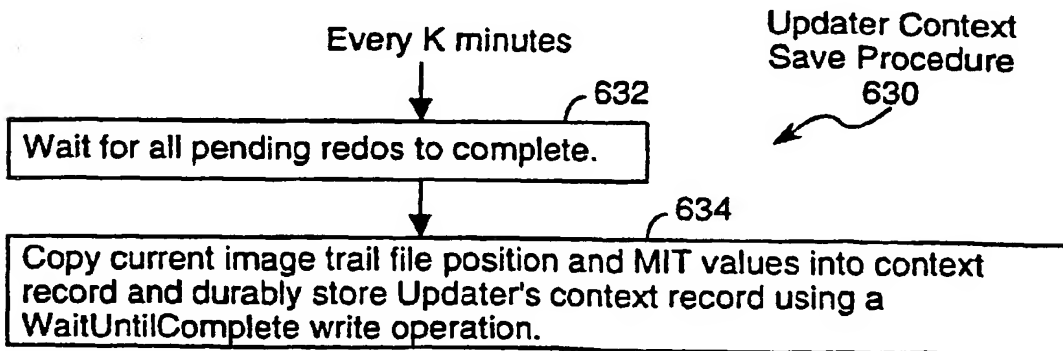 Updater Context
Save Procedure
630
Every K minutes
632
Wait for all pending redos to complete.
634
Copy current image trail file position and MIT values into context
record and durably store Updater's context record using a
WaitUntilComplete write operation.